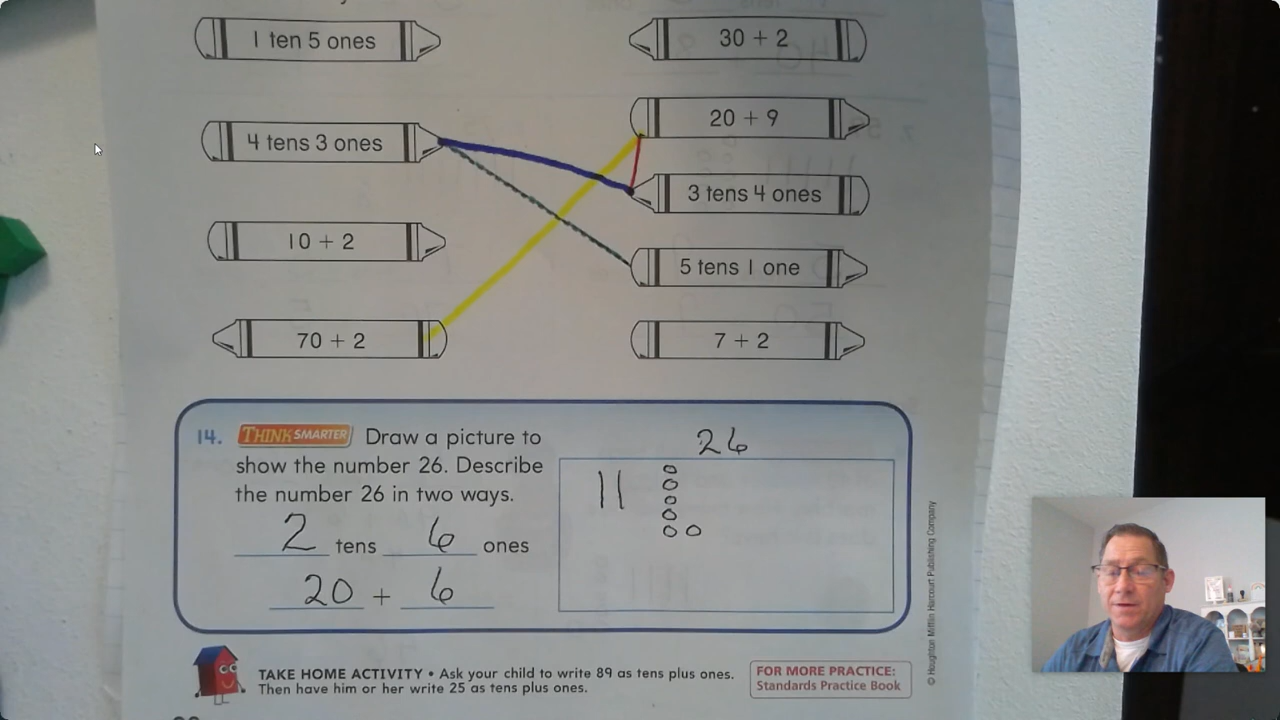 1 ten 5 ones
30 + 2
4 tens 3 ones
20 + 9
3 tens 4 ones
10 + 2
5 tens 1 one
70 + 2
7 + 2
14. THINK SMARTER Draw a picture to
show the number 26. Describe
the number 26 in two ways.
2 tens 6 ones
20 + 6
26
TAKE HOME ACTIVITY • Ask your child to write 89 as tens plus ones.
Then have him or her write 25 as tens plus ones.
FOR MORE PRACTICE:
Standards Practice Book
© Houghton Mifflin Harcourt Publishing Company